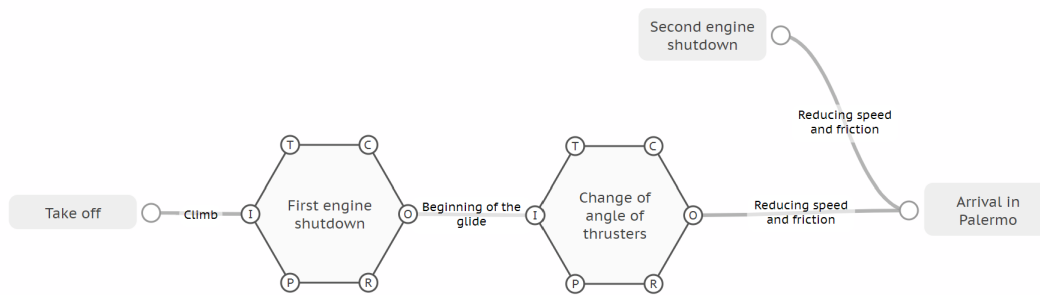 Second engine
shutdown
Reducing speed
and friction
T
C
T
C
Take off
Climb
I
First engine
shutdown
O
Beginning of the
glide
I
Change of
angle of
thrusters
O
Reducing speed
and friction
Arrival in
Palermo
P
R
P
R